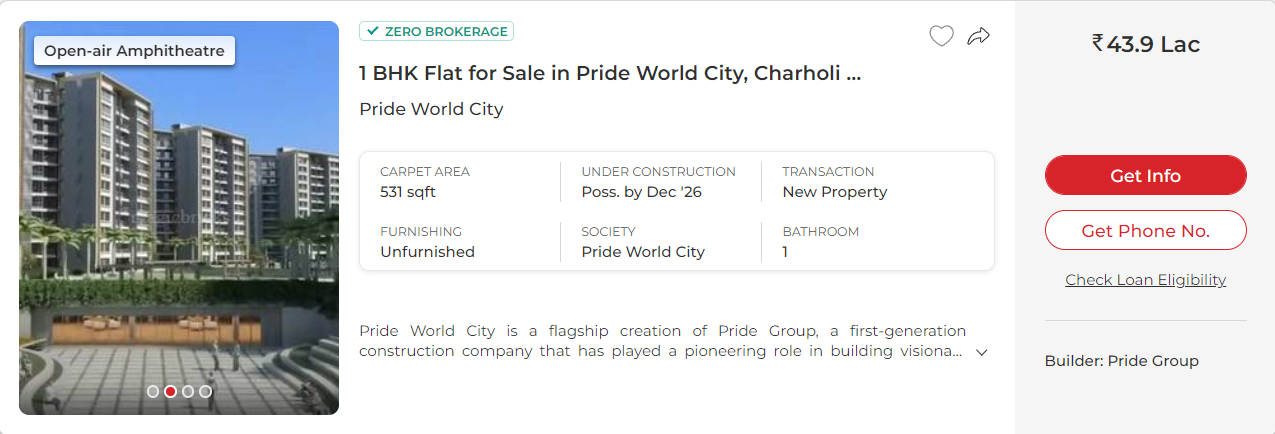 Open-air Amphitheatre
ZERO BROKERAGE
1 BHK Flat for Sale in Pride World City, Charholi ...
Pride World City
CARPET AREA
531 sqft
UNDER CONSTRUCTION
Poss. by Dec '26
TRANSACTION
New Property
FURNISHING
Unfurnished
SOCIETY
Pride World City
BATHROOM
1
Pride World City is a flagship creation of Pride Group, a first-generation
construction company that has played a pioneering role in building visiona...
₹43.9 Lac
Get Info
Get Phone No.
Check Loan Eligibility
Builder: Pride Group